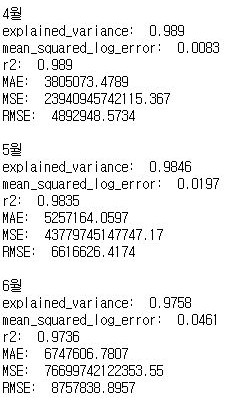 4월
explained_variance:  0.989
mean_squared_log_error:  0.0083
r2:  0.989
MAE:  3805073.4789
MSE:  23940945742115.367
RMSE:  4892948.5734
5월
explained_variance:  0.9846
mean_squared_log_error:  0.0197
r2:  0.9835
MAE:  5257164.0597
MSE:  43779745147747.17
RMSE:  6616626.4174
6월
explained_variance:  0.9758
mean_squared_log_error:  0.0461
r2:  0.9736
MAE:  6747606.7807
MSE:  76699742122353.55
RMSE:  8757838.8957